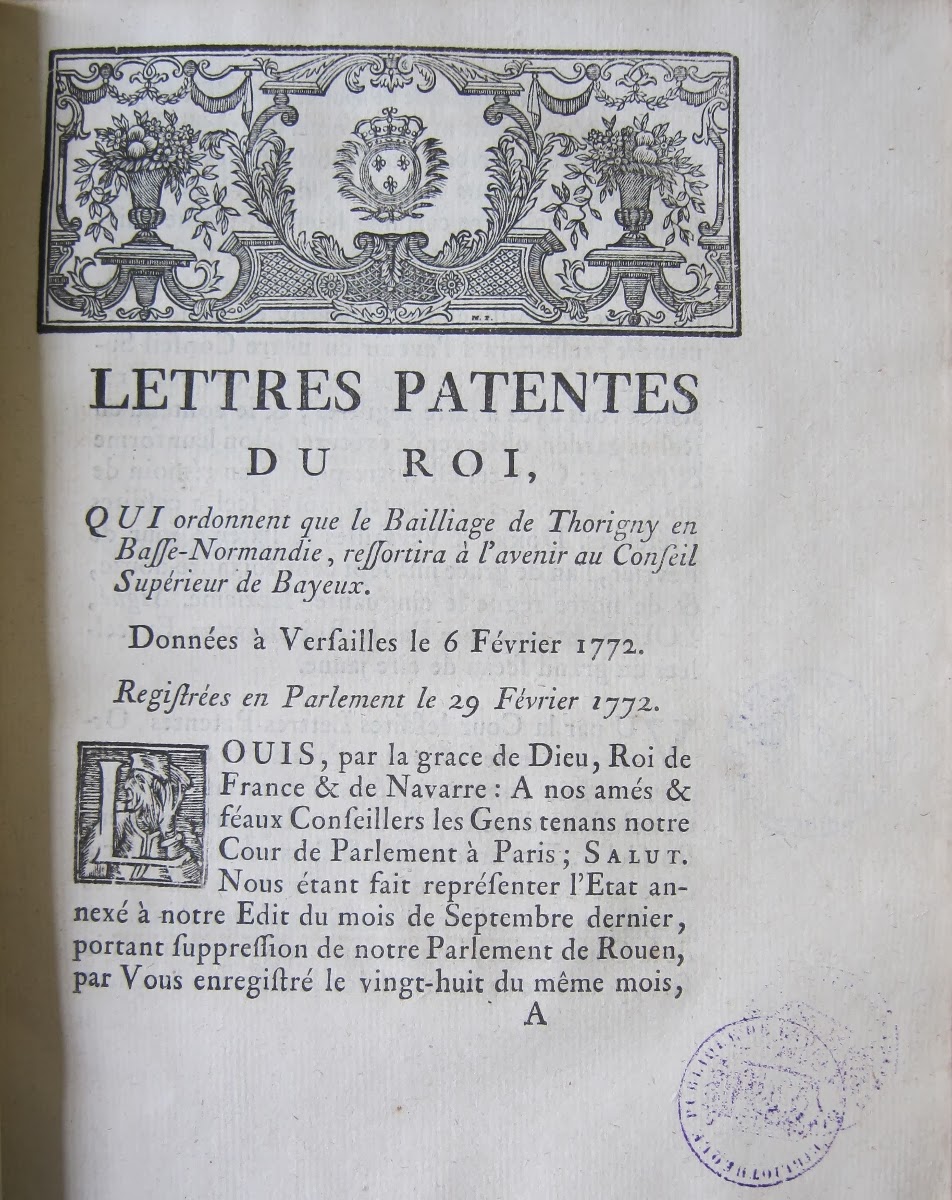 LETTRES PATENTES
DU ROI,
QUI ordonnent que le Bailliage de Thorigny en
Baſſe-Normandie, reſſortira à l'avenir au Conſeil
Supérieur de Bayeux.
Données à Verſailles le 6 Février 1772.
Regiſtrées en Parlement le 29 Février 1772.
LOUIS, par la grace de Dieu, Roi de
France & de Navarre : A nos amés &
féaux Conſeillers les Gens tenans notre
Cour de Parlement à Paris ; SALUT.
Nous étant fait repréſenter l'Etat an-
nexé à notre Edit du mois de Septembre dernier,
portant ſuppreſſion de notre Parlement de Rouen,
par Vous enregiſtré le vingt-huit du même mois,
A
BIBLIOTHÈQUE PUBLIQUE DE